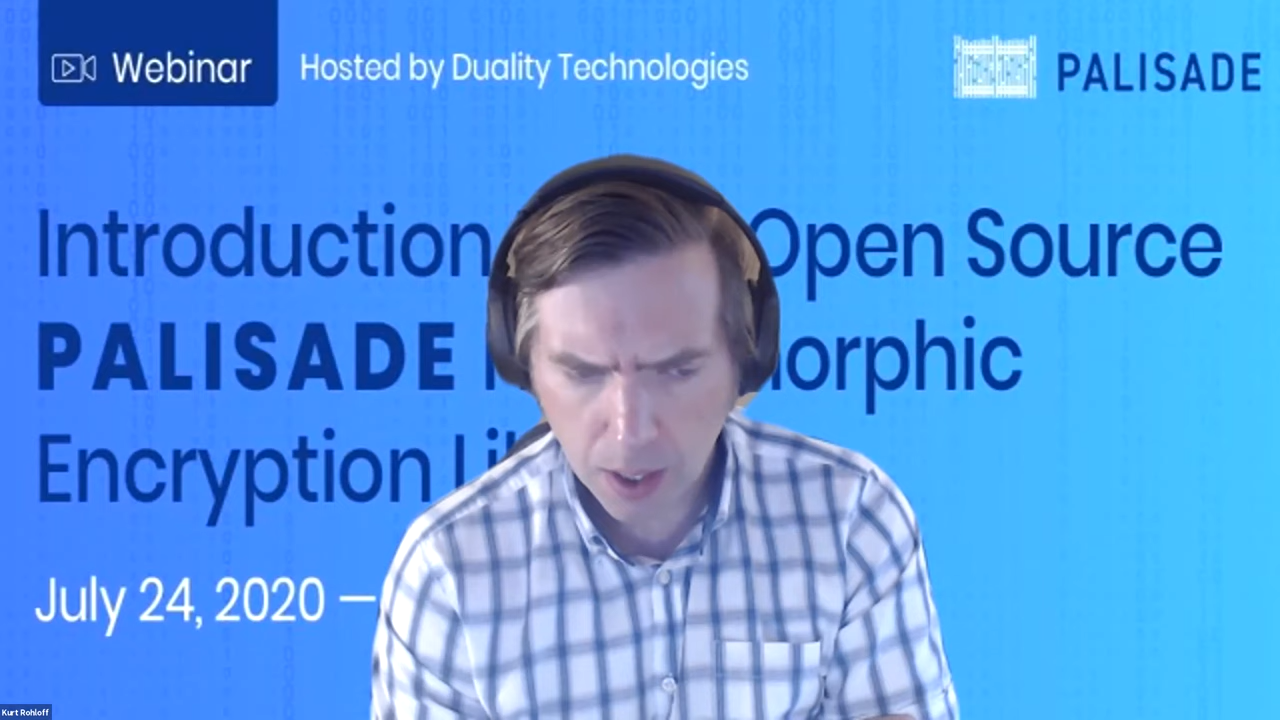 Webinar
Hosted by Duality Technologies
PALISADE
Introduction Open Source
PALISADE orphic
Encryption
July 24, 2020 —
Kurt Rohloff